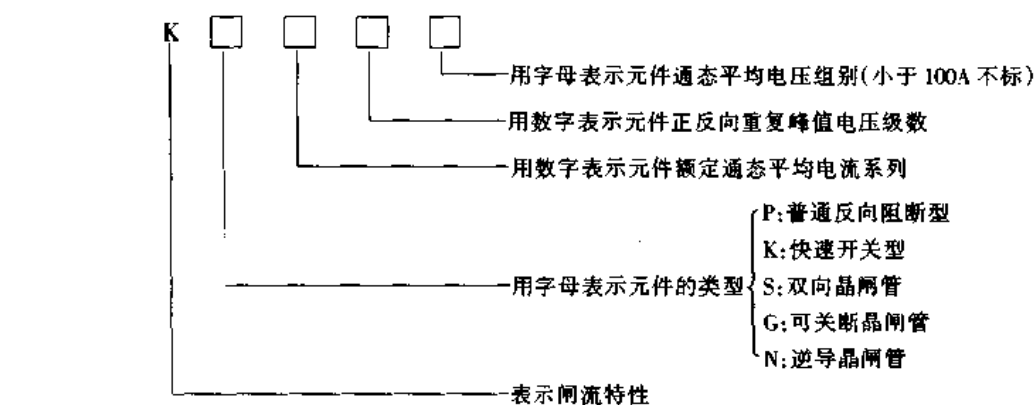 K
用字母表示元件通态平均电压组别(小于 100A 不标)
用数字表示元件正反向重复峰值电压级数
用数字表示元件额定通态平均电流系列
P:普通反向阻断型
K:快速开关型
用字母表示元件的类型
S:双向晶闸管
G:可关断晶闸管
N:逆导晶闸管
表示闸流特性